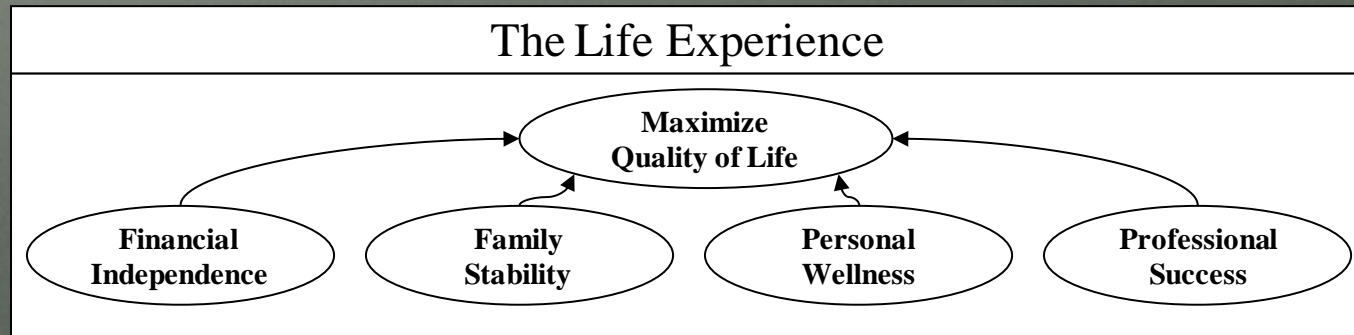 The Life Experience
Maximize
Quality of Life
Financial
Independence
Family
Stability
Personal
Wellness
Professional
Success